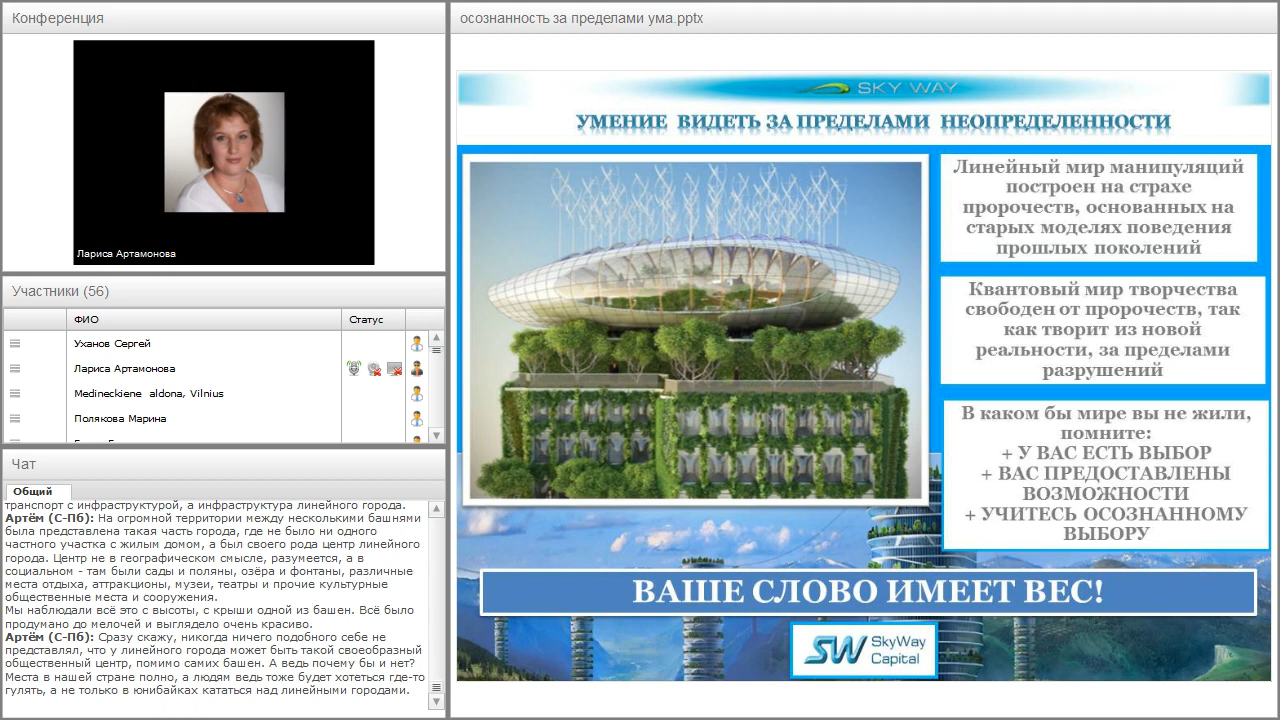 Конференция
Лариса Артамонова
Участники (56)
ФИО
Статус
Уханов Сергей
Лариса Артамонова
Medineckiene aldona, Vilnius
Полякова Марина
Чат
Общий
транспорт с инфраструктурой, а инфраструктура линейного города.
Артём (С-Пб): На огромной территории между несколькими башнями
была представлена такая часть города, где не было ни одного
частного участка с жилым домом, а был своего рода центр линейного
города. Центр не в географическом смысле, разумеется, а в
социальном - там были сады и парки, озёра и фонтаны, различные
места отдыха, аттракционы, музеи, театры и прочие культурные
общественные места и сооружения.
Мы наблюдали всё это с высоты, с крыши одной из башен. Всё было
продумано до мелочей и выглядело очень красиво.
Артём (С-Пб): Сразу скажу, никогда ничего подобного себе не
представлял, что у линейного города может быть такой своеобразный
общественный центр, помимо самих башен. А ведь почему бы и нет?
Места в нашей стране полно, а людям ведь тоже будет хотеться где-то
гулять, а не только в юнибайках кататься над линейными городами.
осознанность за пределами ума.pptx
SKY WAY
УМЕНИЕ ВИДЕТЬ ЗА ПРЕДЕЛАМИ НЕОПРЕДЕЛЕННОСТИ
Линейный мир манипуляций
построен на страхе
пророчеств, основанных на
старых моделях поведения
прошлых поколений
Квантовый мир творчества
свободен от пророчеств, так
как творит из новой
реальности, за пределами
разрушений
В каком бы мире вы не жили,
помните:
+ У ВАС ЕСТЬ ВЫБОР
+ ВАС ПРЕДОСТАВЛЕНЫ
ВОЗМОЖНОСТИ
+ УЧИТЕСЬ ОСОЗНАННОМУ
ВЫБОРУ
ВАШЕ СЛОВО ИМЕЕТ ВЕС!
SW SkyWay
Capital